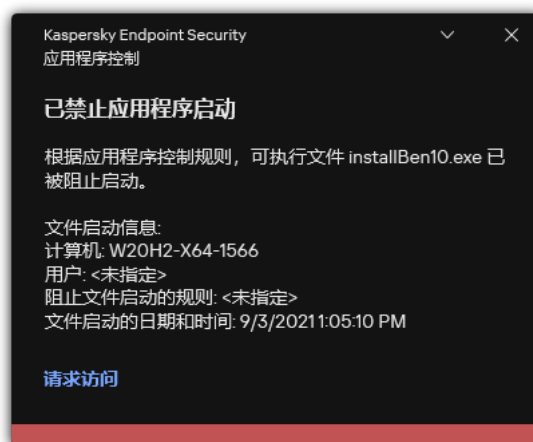 Kaspersky Endpoint Security
应用程序控制
已禁止应用程序启动
根据应用程序控制规则，可执行文件 installBen10.exe 已
被阻止启动。
文件启动信息:
计算机: W20H2-X64-1566
用户: <未指定>
阻止文件启动的规则: <未指定>
文件启动的日期和时间: 9/3/2021 1:05:10 PM
请求访问